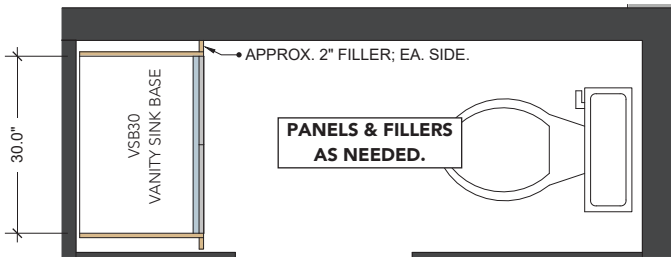 APPROX. 2" FILLER; EA. SIDE.
30.0"
VSB30
VANITY SINK BASE
PANELS & FILLERS
AS NEEDED.